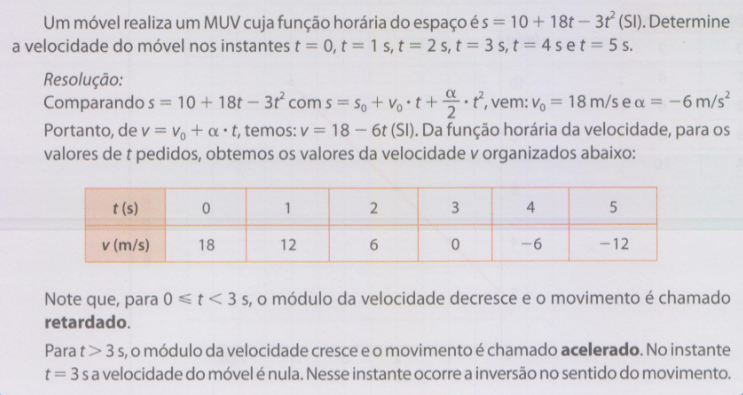 Um móvel realiza um MUV cuja função horária do espaço é s = 10 + 18t − 3t² (SI). Determine
a velocidade do móvel nos instantes t = 0, t = 1 s, t = 2 s, t = 3 s, t = 4 s e t = 5 s.
Resolução:
Comparando s = 10 + 18t − 3t² com s = s₀ + v₀ · t + α/2 · t², vem: v₀ = 18 m/s e α = −6 m/s²
Portanto, de v = v₀ + α · t, temos: v = 18 − 6t (SI). Da função horária da velocidade, para os
valores de t pedidos, obtemos os valores da velocidade v organizados abaixo:
t (s) 0 1 2 3 4 5
v (m/s) 18 12 6 0 −6 −12
Note que, para 0 ⩽ t < 3 s, o módulo da velocidade decresce e o movimento é chamado
retardado.
Para t > 3 s, o módulo da velocidade cresce e o movimento é chamado acelerado. No instante
t = 3 s a velocidade do móvel é nula. Nesse instante ocorre a inversão no sentido do movimento.